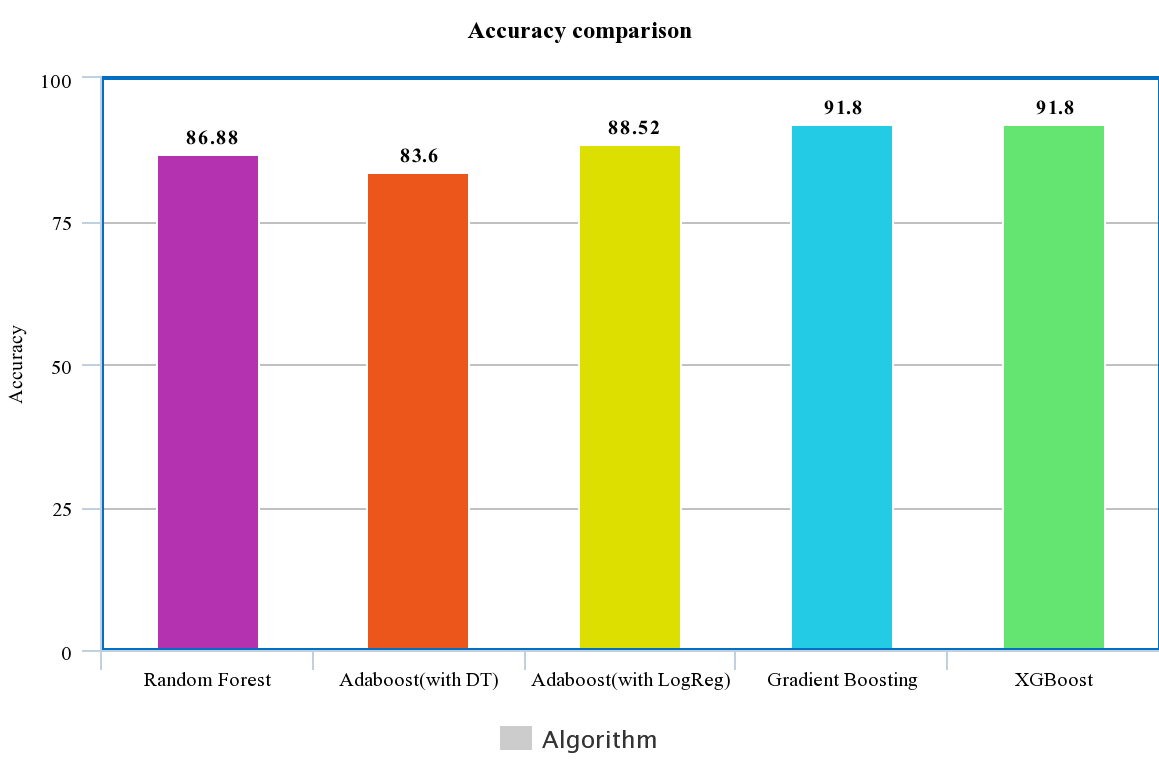 Accuracy comparison
100
75
50
25
0
Accuracy
86.88
83.6
88.52
91.8
91.8
Random Forest
Adaboost(with DT)
Adaboost(with LogReg)
Gradient Boosting
XGBoost
Algorithm